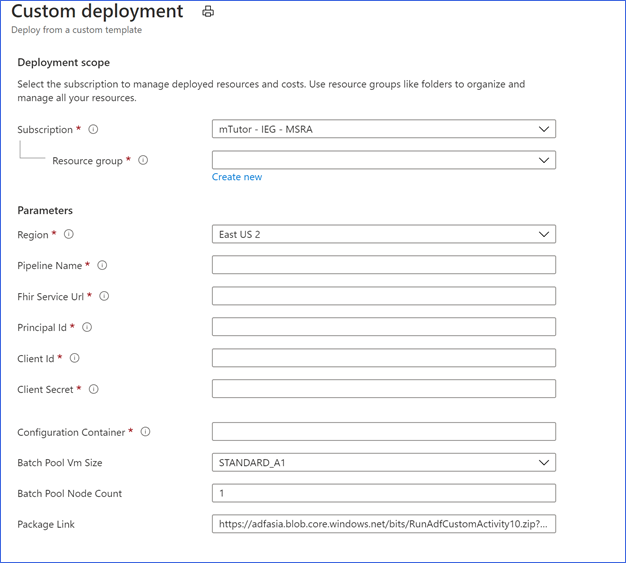 Custom deployment
Deploy from a custom template
Deployment scope
Select the subscription to manage deployed resources and costs. Use resource groups like folders to organize and
manage all your resources.
Subscription *
mTutor - IEG - MSRA
Resource group *
Create new
Parameters
Region *
East US 2
Pipeline Name *
Fhir Service Url *
Principal Id *
Client Id *
Client Secret *
Configuration Container *
Batch Pool Vm Size
STANDARD_A1
Batch Pool Node Count
1
Package Link
https://adfasia.blob.core.windows.net/bits/RunAdfCustomActivity10.zip?...